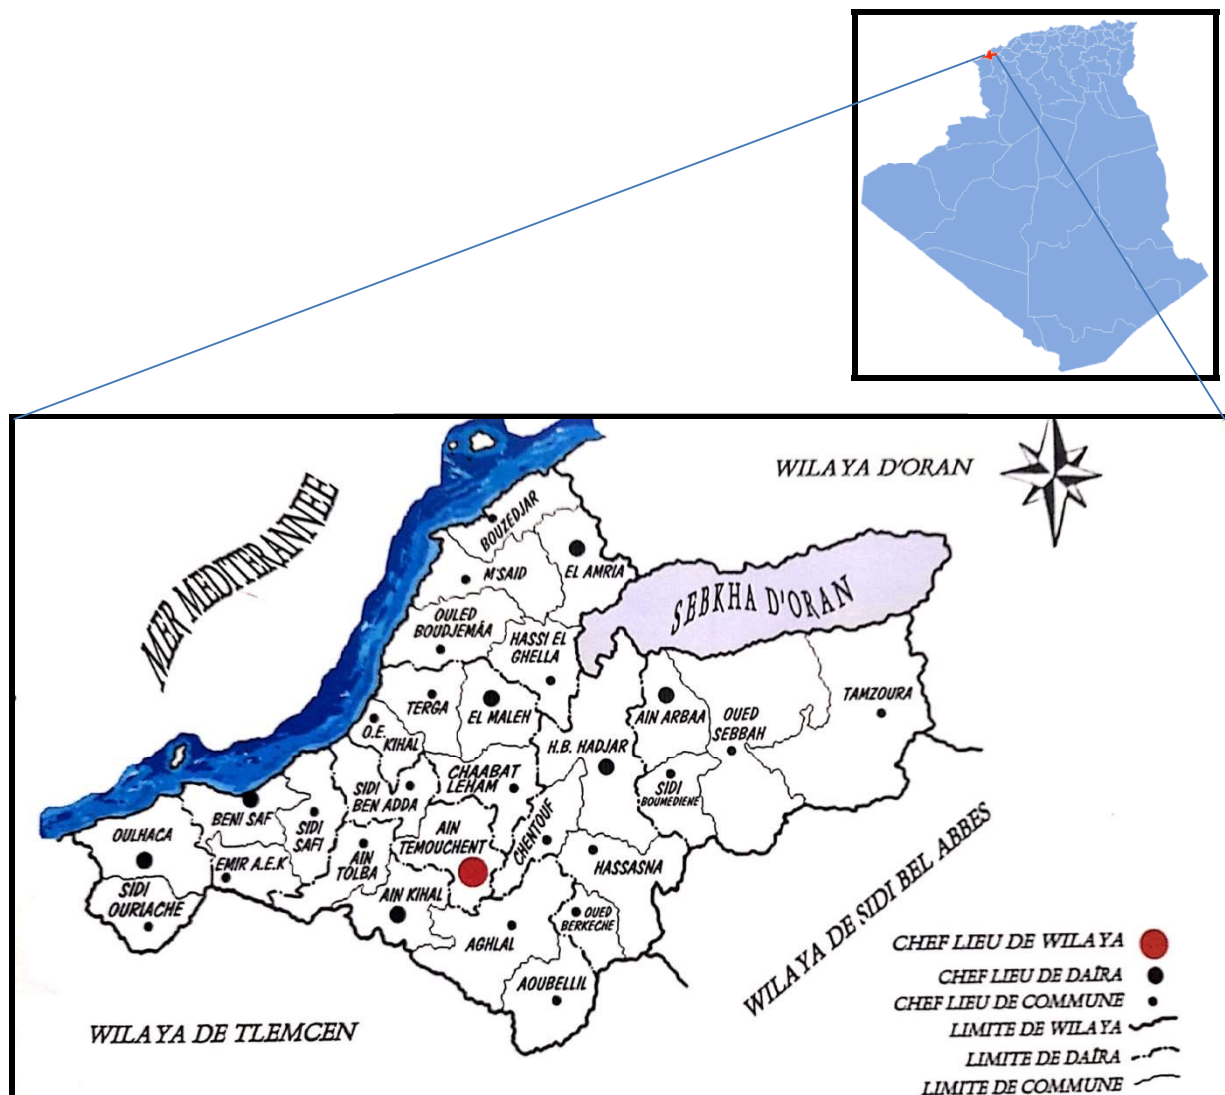 WILAYA D'ORAN
MER MEDITERANNEE
BOUZEDJAR
EL AMRIA
M'SAID
SEBKHA D'ORAN
OULED
BOUDJEMÂA
HASSI EL
GHELLA
TERGA
EL MALEH
AIN ARBAA
TAMZOURA
OUED
SEBBAH
O.E.
KIHAL
H.B. HADJAR
CHAABAT
LEHAM
SIDI
BEN ADDA
SIDI
BOUMEDIENE
BENI SAF
SIDI
SAFI
OULHACA
AIN
TEMOUCHENT
CHENTOUF
EMIR A.E.K
AIN
TOLBA
HASSASNA
SIDI
OURIACHE
AIN KIHAL
AGHLAL
OUED
BERKECHE
AOUBELLIL
WILAYA DE SIDI BEL ABBES
WILAYA DE TLEMCEN
CHEF LIEU DE WILAYA
CHEF LIEU DE DAÎRA
CHEF LIEU DE COMMUNE
LIMITE DE WILAYA
LIMITE DE DAÎRA
LIMITE DE COMMUNE